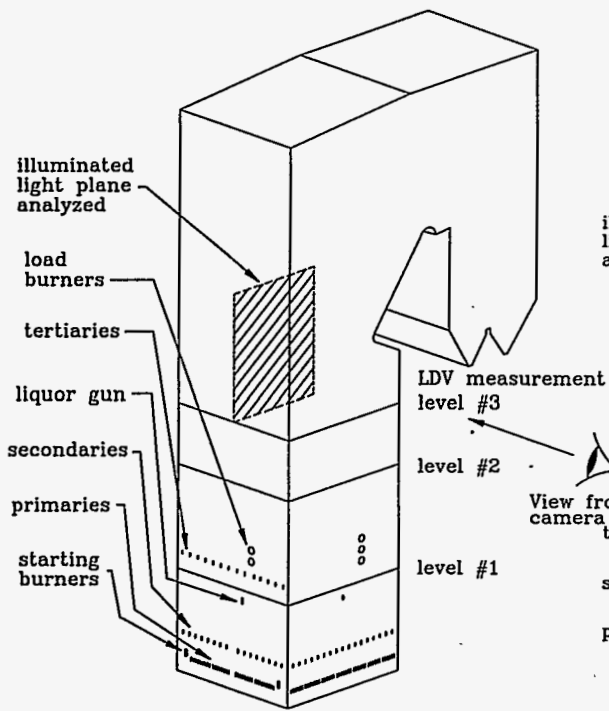 illuminated
light plane
analyzed
load
burners
tertiaries
liquor gun
secondaries
primaries
starting
burners
LDV measurement
level #3
level #2
level #1
View fro
camera